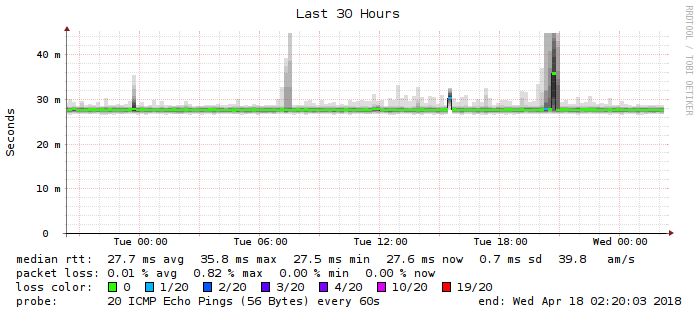 Last 30 Hours
RRDTOOL / TOBI OETIKER
Seconds
40 m
30 m
20 m
10 m
0
Tue 00:00 Tue 06:00 Tue 12:00 Tue 18:00 Wed 00:00
median rtt: 27.7 ms avg 35.8 ms max 27.5 ms min 27.6 ms now 0.7 ms sd 39.8 am/s
packet loss: 0.01 % avg 0.82 % max 0.00 % min 0.00 % now
loss color: 0 1/20 2/20 3/20 4/20 10/20 19/20
probe: 20 ICMP Echo Pings (56 Bytes) every 60s end: Wed Apr 18 02:20:03 2018